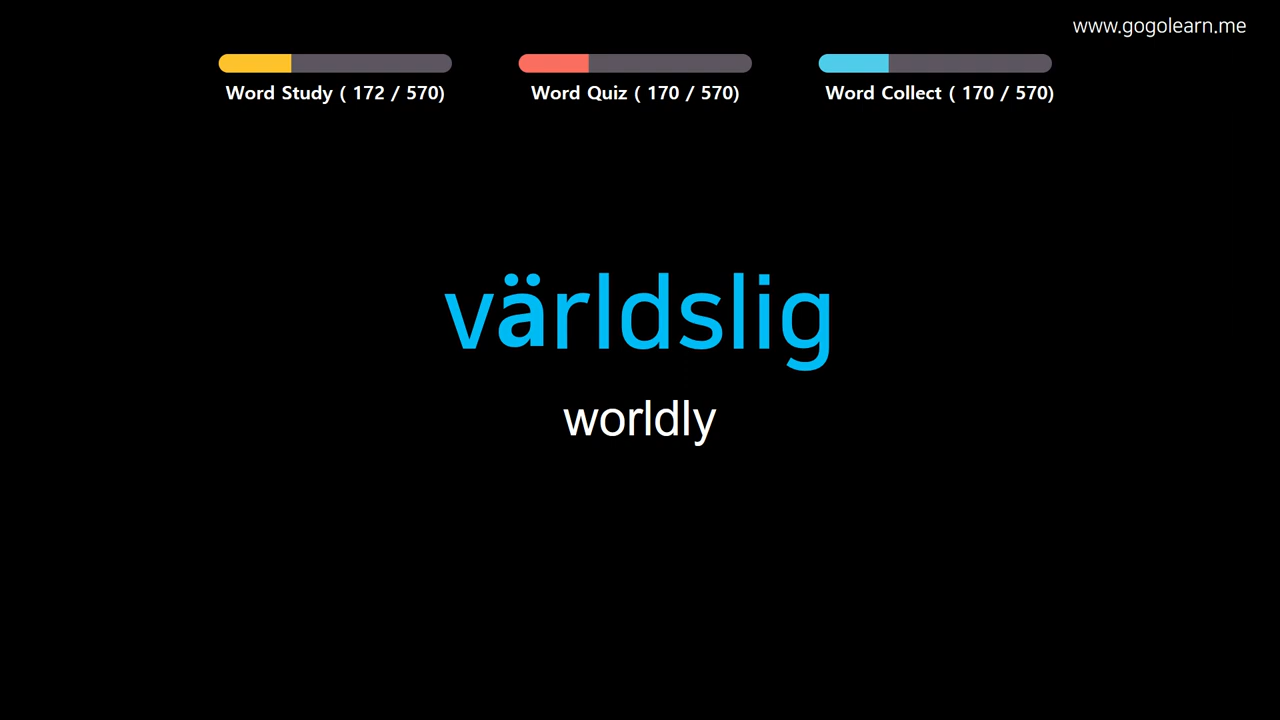 www.gogolearn.me
Word Study ( 172 / 570)
Word Quiz ( 170 / 570)
Word Collect ( 170 / 570)
världslig
worldly